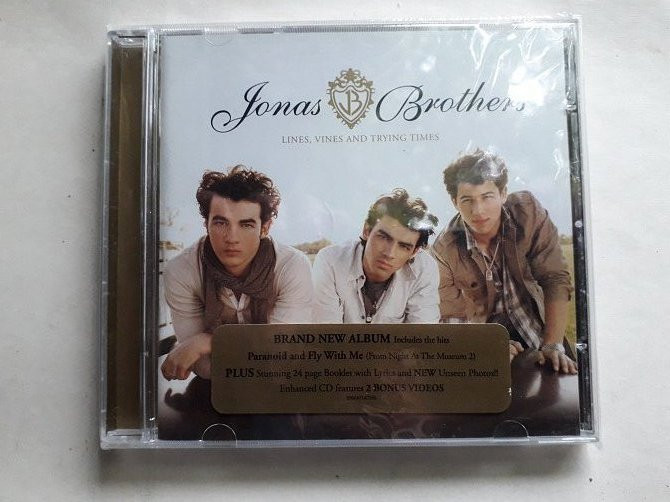 Jonas JB Brothers
LINES, VINES AND TRYING TIMES
BRAND NEW ALBUM Includes the hits
Paranoid and Fly With Me (From Night At The Museum 2)
PLUS Stunning 24 page Booklet with Lyrics and NEW Unseen Photos!!
Enhanced CD features 2 BONUS VIDEOS